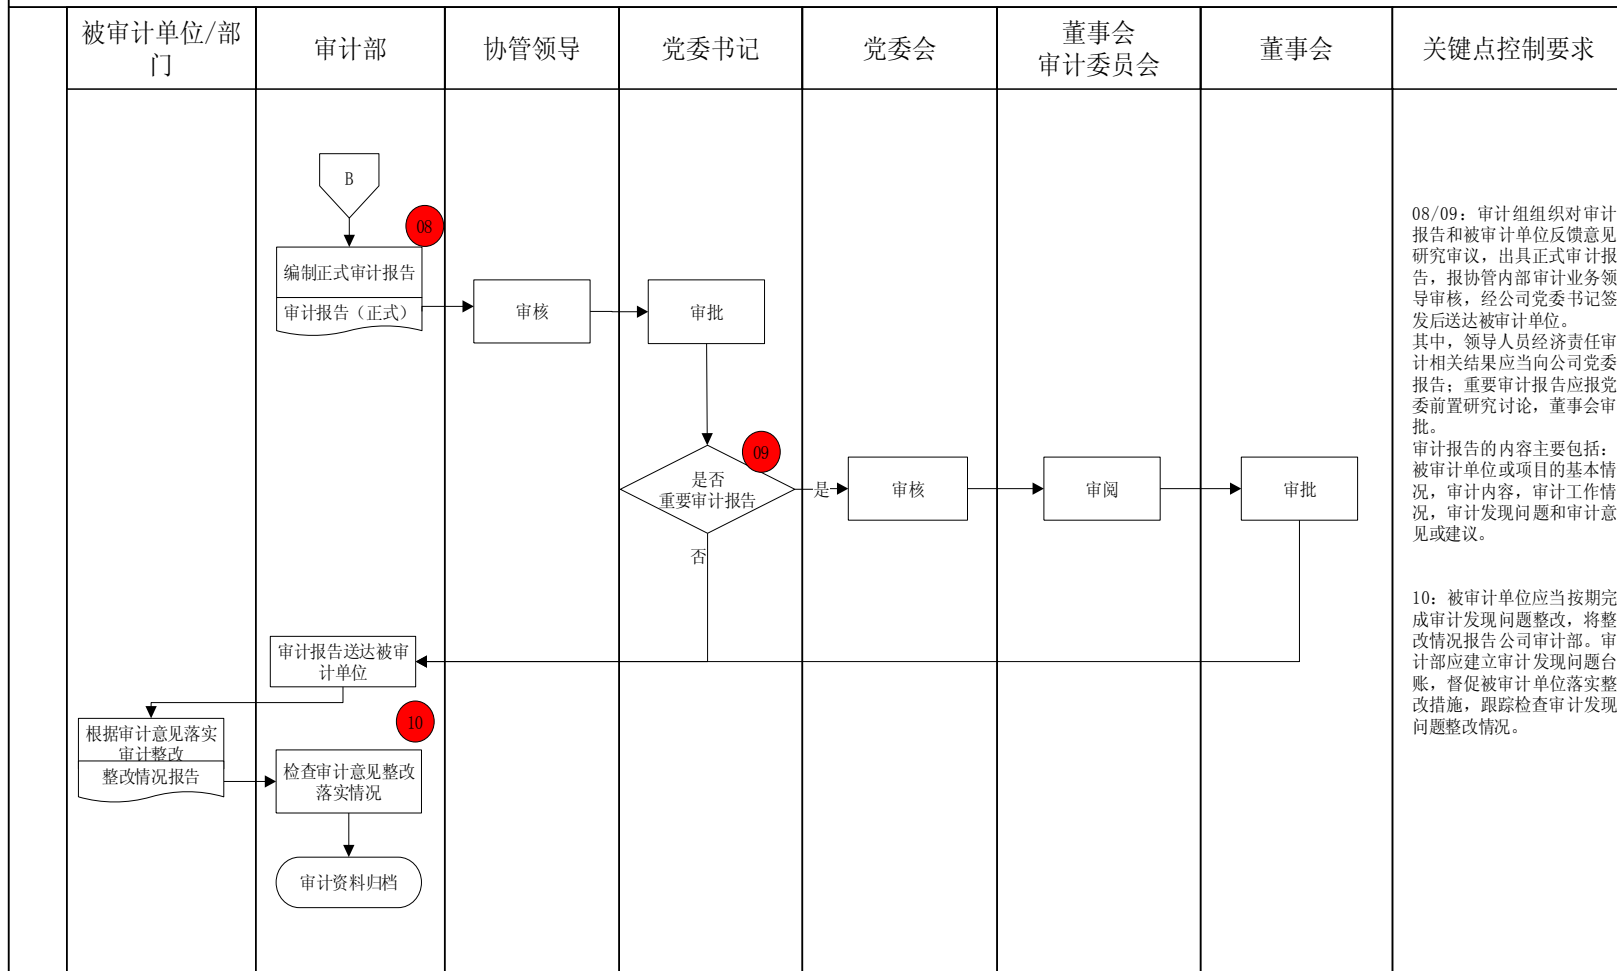 被审计单位/部
门
审计部
协管领导
党委书记
党委会
董事会
审计委员会
董事会
关键点控制要求
B
08
编制正式审计报告
审计报告（正式）
审核
审批
09
是否
重要审计报告
是
审核
审阅
审批
否
审计报告送达被审
计单位
10
根据审计意见落实
审计整改
整改情况报告
检查审计意见整改
落实情况
审计资料归档
08/09：审计组组织对审计
报告和被审计单位反馈意见
研究审议，出具正式审计报
告，报协管内部审计业务领
导审核，经公司党委书记签
发后送达被审计单位。
其中，领导人员经济责任审
计相关结果应当向公司党委
报告；重要审计报告应报党
委前置研究讨论，董事会审
批。
审计报告的内容主要包括：
被审计单位或项目的基本情
况，审计内容，审计工作情
况，审计发现问题和审计意
见或建议。
10：被审计单位应当按期完
成审计发现问题整改，将整
改情况报告公司审计部。审
计部应建立审计发现问题台
账，督促被审计单位落实整
改措施，跟踪检查审计发现
问题整改情况。